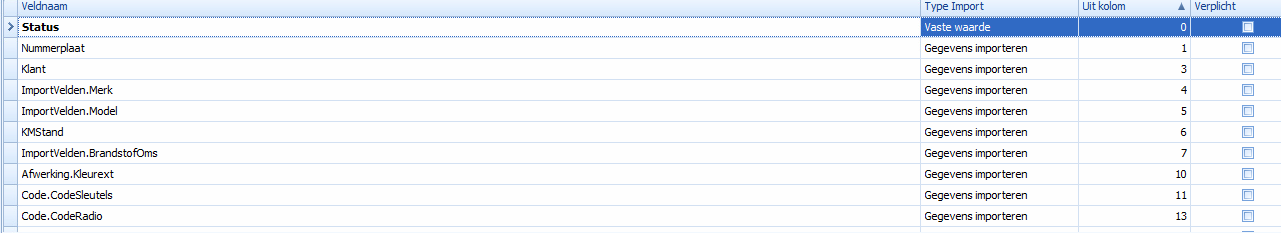 Veldnaam Type Import Uit kolom Verplicht
Status Vaste waarde 0
Nummerplaat Gegevens importeren 1
Klant Gegevens importeren 3
ImportVelden.Merk Gegevens importeren 4
ImportVelden.Model Gegevens importeren 5
KMStand Gegevens importeren 6
ImportVelden.BrandstofOms Gegevens importeren 7
Afwerking.Kleurext Gegevens importeren 10
Code.CodeSleutels Gegevens importeren 11
Code.CodeRadio Gegevens importeren 13